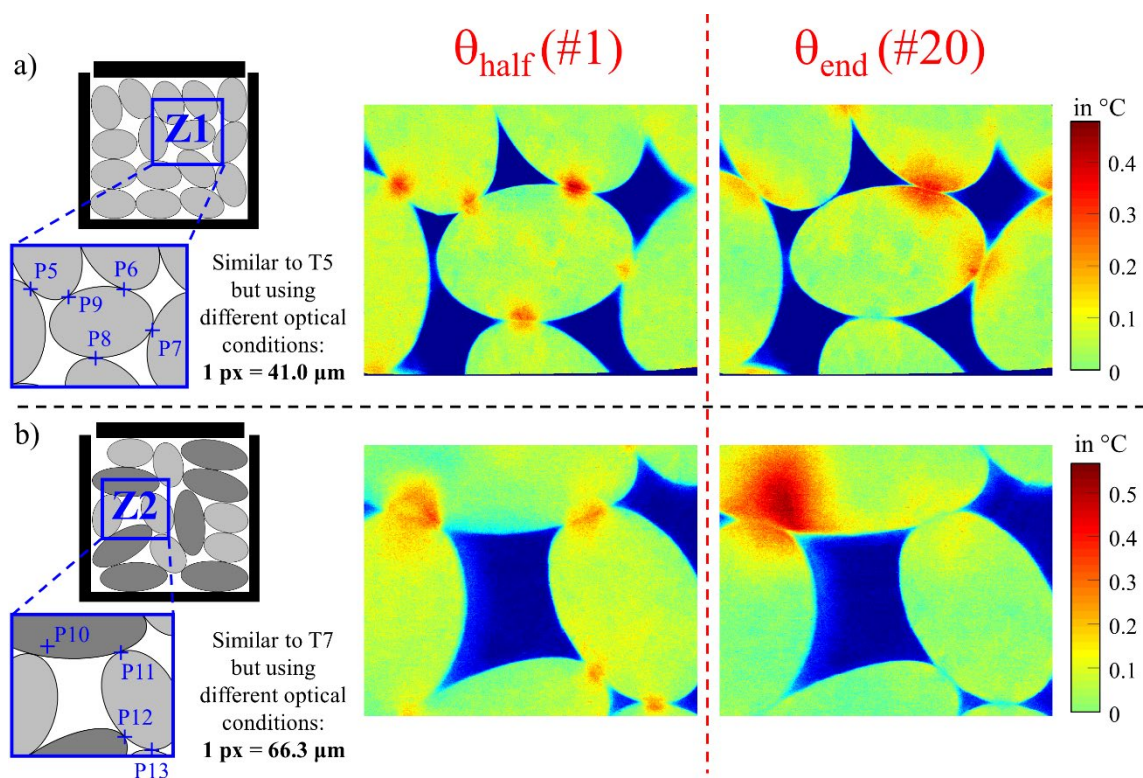 θhalf (#1)
θend (#20)
a)
Z1
P5
P6
P9
P8
P7
Similar to T5
but using
different optical
conditions:
1 px = 41.0 µm
in °C
0.4
0.3
0.2
0.1
0
b)
Z2
P10
P11
P12
P13
Similar to T7
but using
different optical
conditions:
1 px = 66.3 µm
in °C
0.5
0.4
0.3
0.2
0.1
0